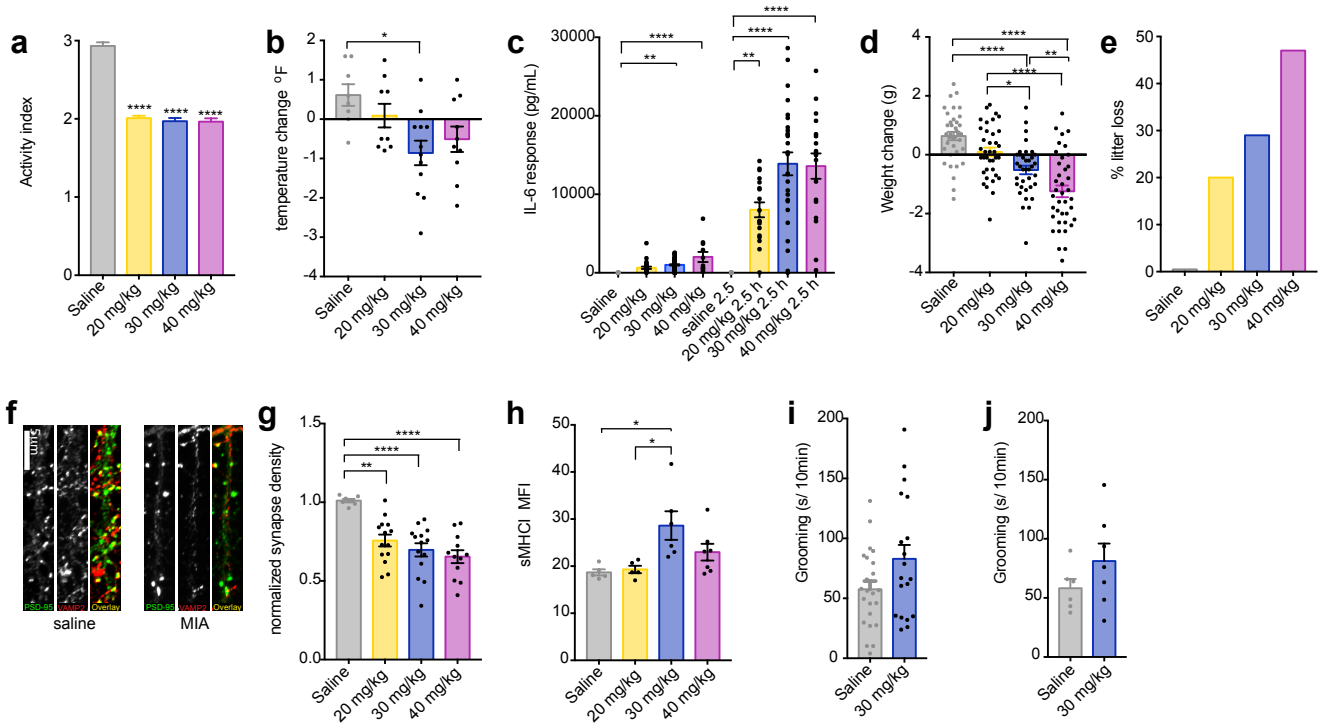 a
Activity index
3
2
1
0
**** **** ****
Saline
20 mg/kg
30 mg/kg
40 mg/kg
b
temperature change °F
2
1
0
-1
-2
-3
-4
*
Saline
20 mg/kg
30 mg/kg
40 mg/kg
c
IL-6 response (pg/mL)
30000
20000
10000
0
****
**
****
****
**
Saline
20 mg/kg
30 mg/kg
40 mg/kg
saline 2.5
20 mg/kg 2.5 h
30 mg/kg 2.5 h
40 mg/kg 2.5 h
d
Weight change (g)
4
2
0
-2
-4
****
**** **
****
*
Saline
20 mg/kg
30 mg/kg
40 mg/kg
e
% litter loss
50
40
30
20
10
0
Saline
20 mg/kg
30 mg/kg
40 mg/kg
f
5um
PSD-95 VAMP2 Overlay
saline
PSD-95 VAMP2 Overlay
MIA
g
normalized synapse density
1.5
1.0
0.5
0.0
****
****
**
Saline
20 mg/kg
30 mg/kg
40 mg/kg
h
sMHCI MFI
50
40
30
20
10
0
*
*
Saline
20 mg/kg
30 mg/kg
40 mg/kg
i
Grooming (s/ 10min)
200
150
100
50
0
Saline
30 mg/kg
j
Grooming (s/ 10min)
200
150
100
50
0
Saline
30 mg/kg